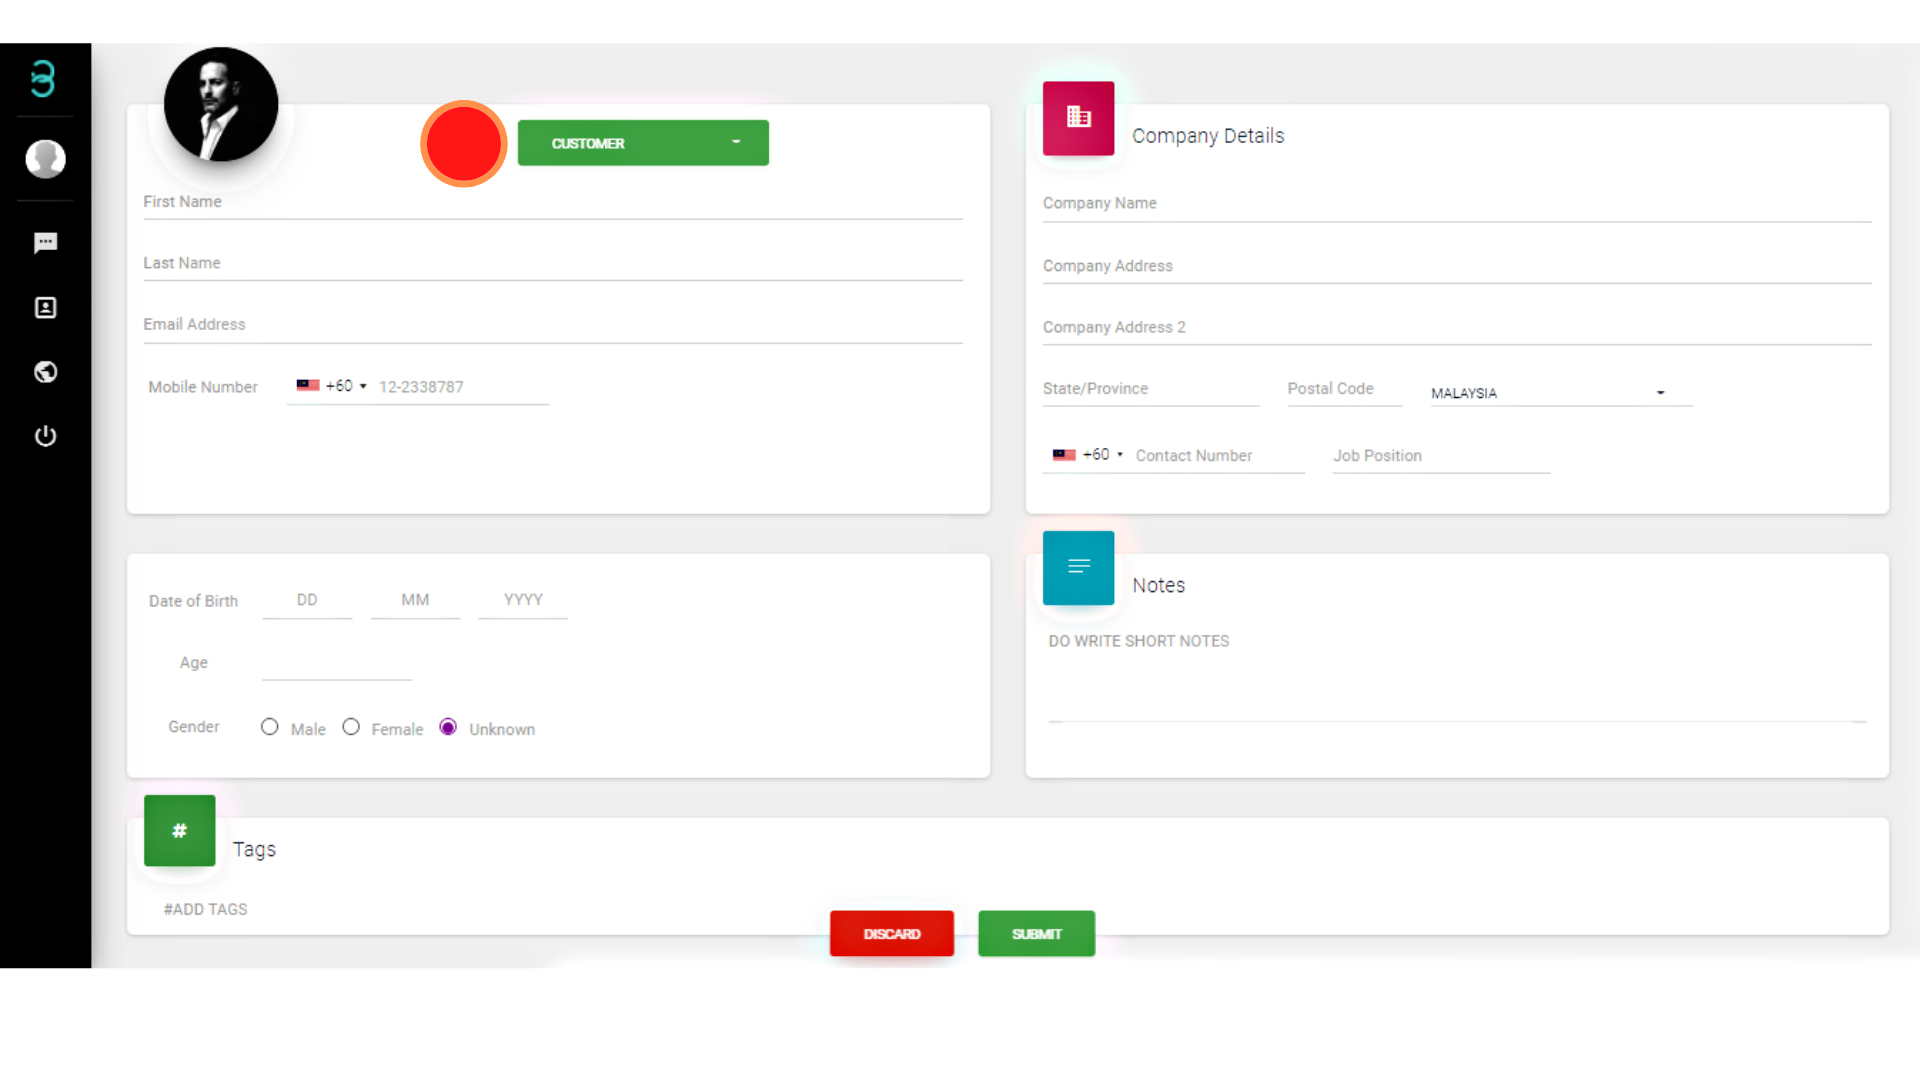 CUSTOMER
First Name
Last Name
Email Address
Mobile Number +60 12-2338787
Company Details
Company Name
Company Address
Company Address 2
State/Province Postal Code MALAYSIA
+60 Contact Number Job Position
Date of Birth DD MM YYYY
Age
Gender Male Female Unknown
Notes
DO WRITE SHORT NOTES
#
Tags
#ADD TAGS
DISCARD SUBMIT